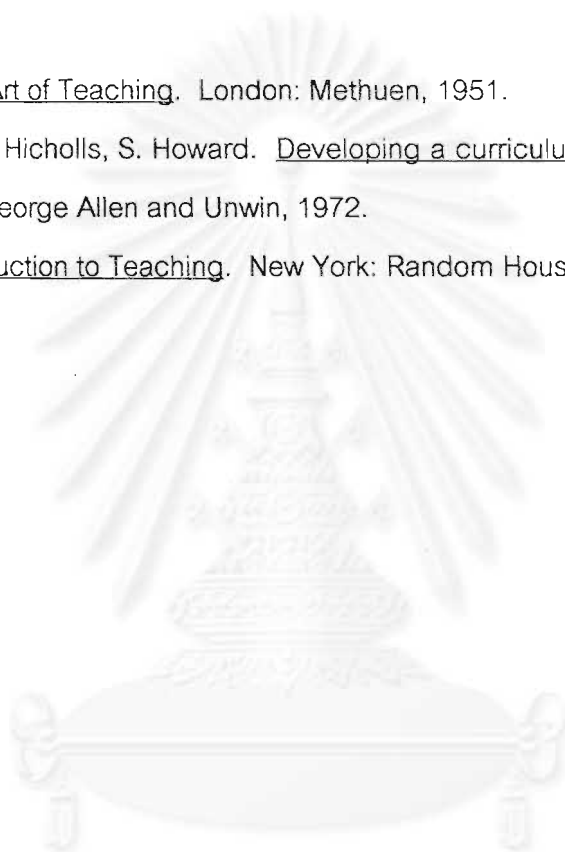 Art of Teaching. London: Methuen, 1951.
Hicholls, S. Howard. Developing a curriculu
eorge Allen and Unwin, 1972.
uction to Teaching. New York: Random Hous